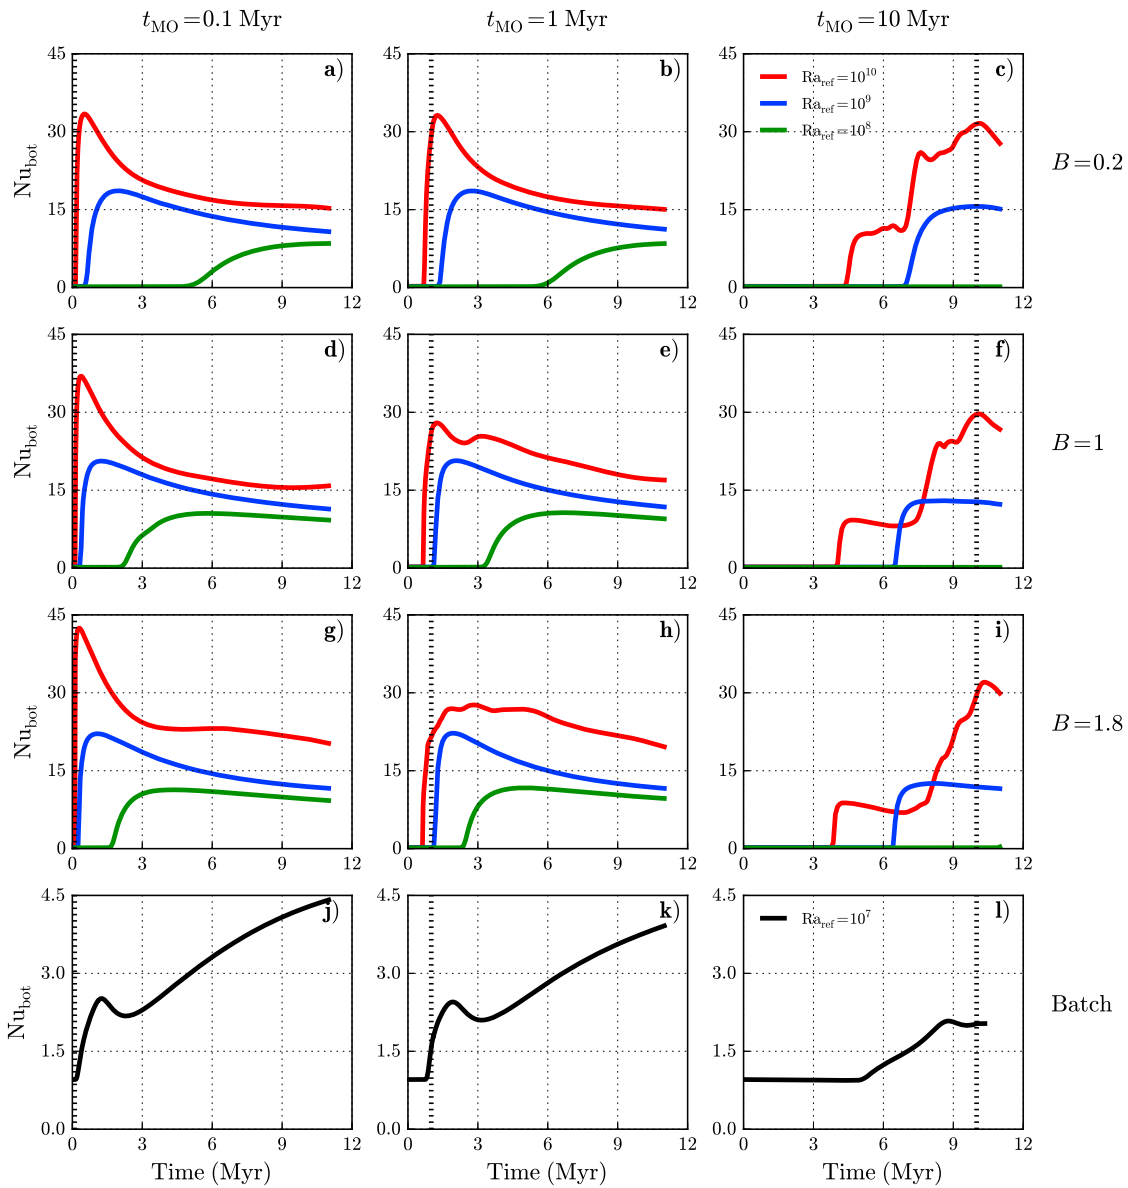 t_MO = 0.1 Myr
t_MO = 1 Myr
t_MO = 10 Myr
45
30
15
0
Nu_bot
a)
0 3 6 9 12
45
30
15
0
b)
0 3 6 9 12
45
30
15
0
c)
Ra_ref = 10^10
Ra_ref = 10^9
Ra_ref = 10^8
0 3 6 9 12
B = 0.2
45
30
15
0
Nu_bot
d)
0 3 6 9 12
45
30
15
0
e)
0 3 6 9 12
45
30
15
0
f)
0 3 6 9 12
B = 1
45
30
15
0
Nu_bot
g)
0 3 6 9 12
45
30
15
0
h)
0 3 6 9 12
45
30
15
0
i)
0 3 6 9 12
B = 1.8
4.5
3.0
1.5
0.0
Nu_bot
j)
0 3 6 9 12
Time (Myr)
4.5
3.0
1.5
0.0
k)
0 3 6 9 12
Time (Myr)
4.5
3.0
1.5
0.0
l)
Ra_ref = 10^7
0 3 6 9 12
Time (Myr)
Batch